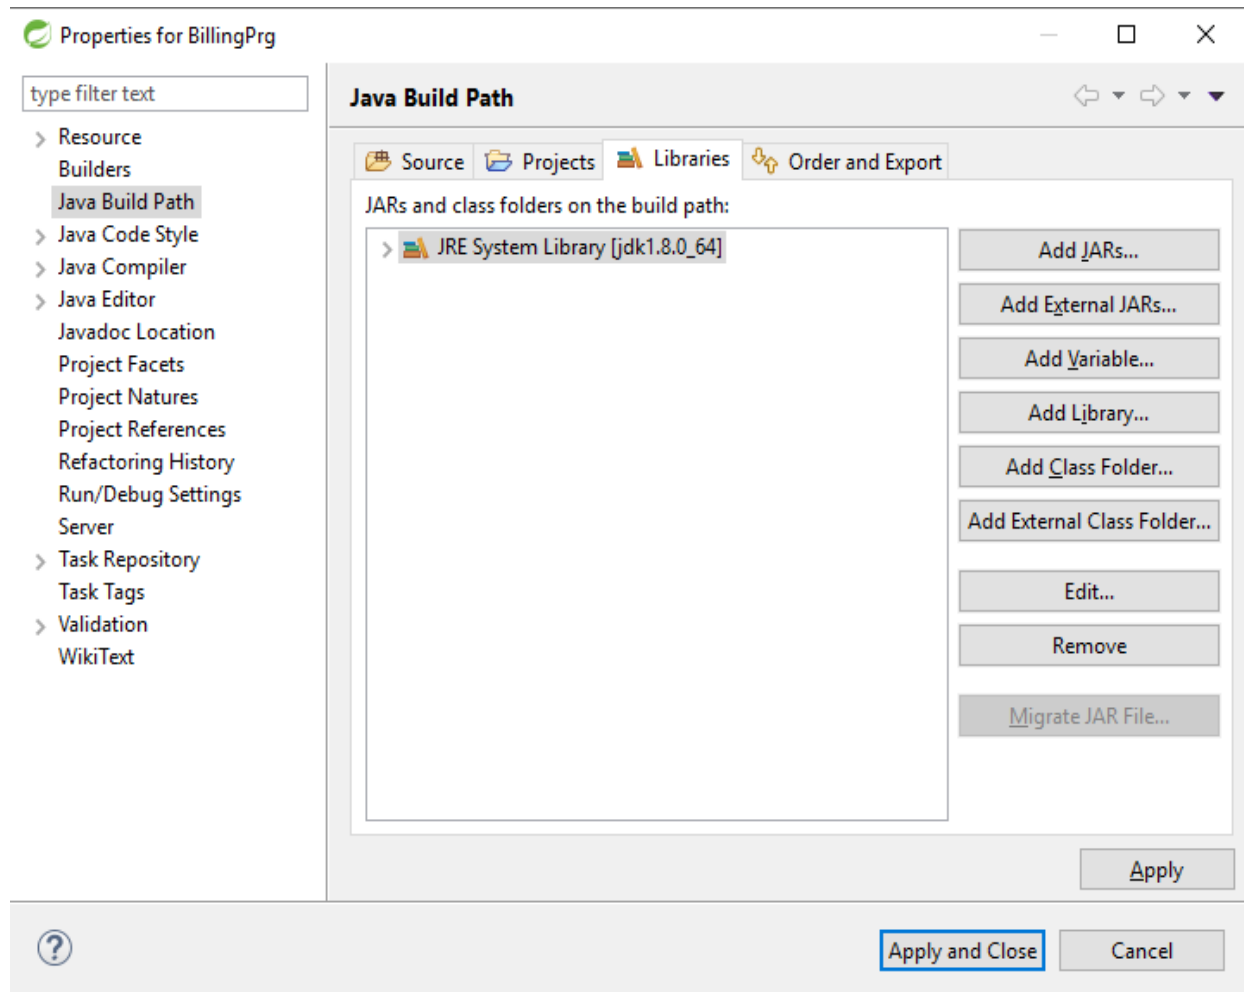 Properties for BillingPrg
type filter text
Resource
Builders
Java Build Path
Java Code Style
Java Compiler
Java Editor
Javadoc Location
Project Facets
Project Natures
Project References
Refactoring History
Run/Debug Settings
Server
Task Repository
Task Tags
Validation
WikiText
Java Build Path
Source Projects Libraries Order and Export
JARs and class folders on the build path:
JRE System Library [jdk1.8.0_64]
Add JARs...
Add External JARs...
Add Variable...
Add Library...
Add Class Folder...
Add External Class Folder...
Edit...
Remove
Migrate JAR File...
Apply
?
Apply and Close Cancel